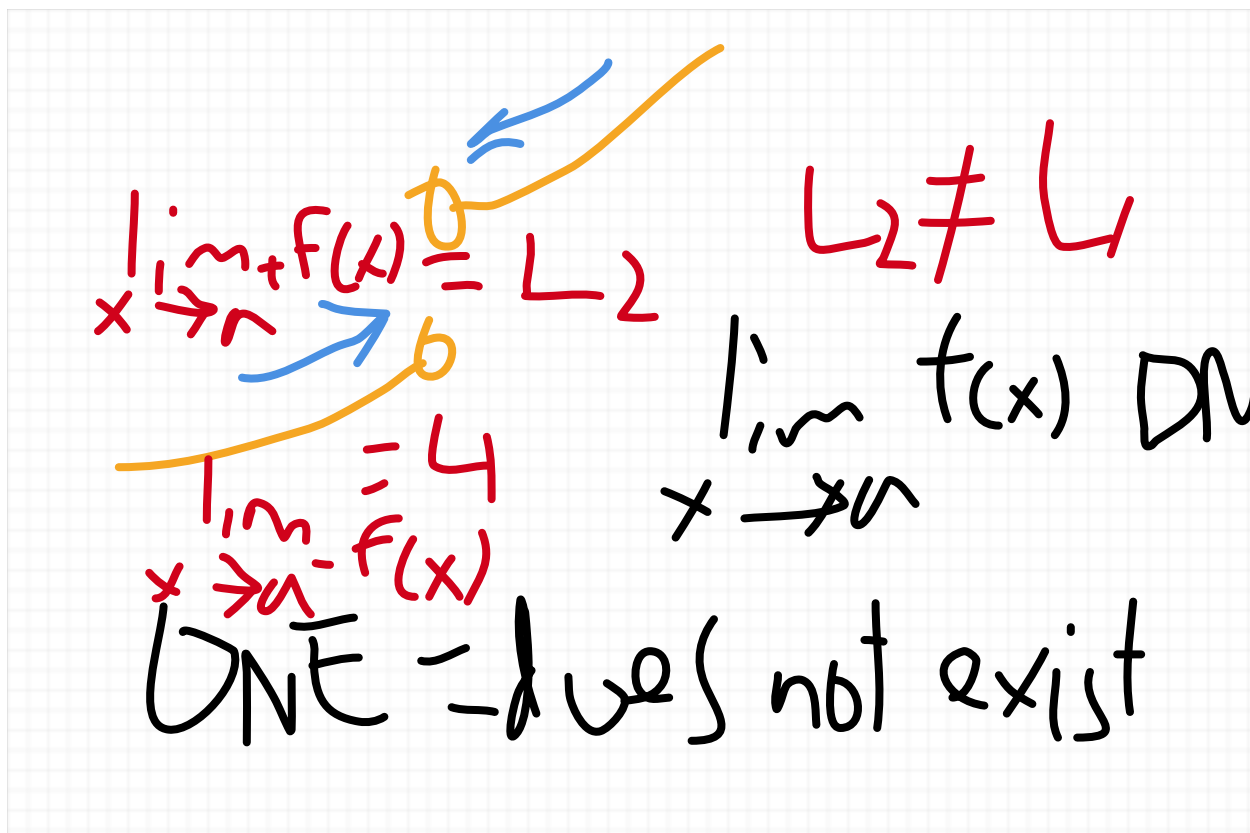 lim f(x) = L2
x→a+
L2 ≠ L1
lim f(x) DN
x→a
= L1
lim f(x)
x→a-
DNE = does not exist